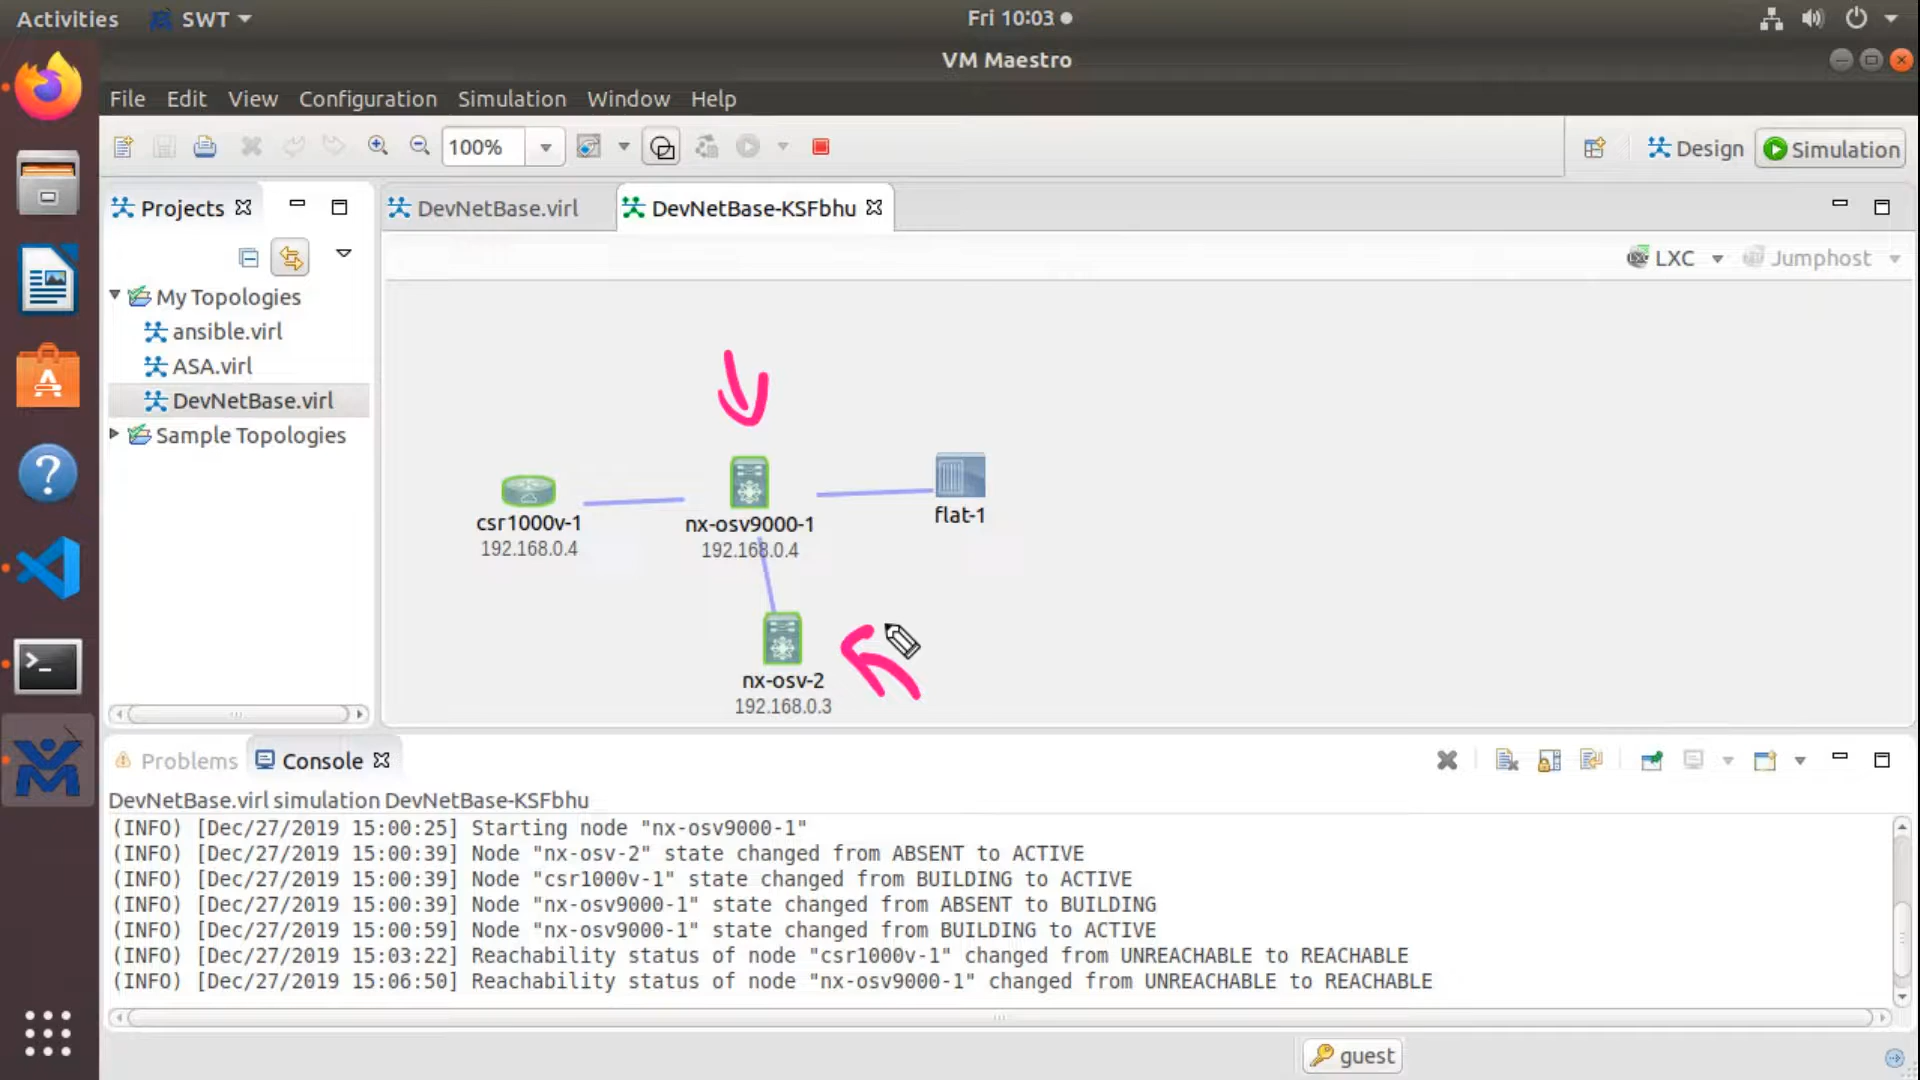 Activities SWT Fri 10:03
VM Maestro
File Edit View Configuration Simulation Window Help
100% Design Simulation
Projects DevNetBase.virl DevNetBase-KSFbhu
LXC Jumphost
My Topologies
ansible.virl
ASA.virl
DevNetBase.virl
Sample Topologies
csr1000v-1
192.168.0.4
nx-osv9000-1
192.168.0.4
flat-1
nx-osv-2
192.168.0.3
Problems Console
DevNetBase.virl simulation DevNetBase-KSFbhu
(INFO) [Dec/27/2019 15:00:25] Starting node "nx-osv9000-1"
(INFO) [Dec/27/2019 15:00:39] Node "nx-osv-2" state changed from ABSENT to ACTIVE
(INFO) [Dec/27/2019 15:00:39] Node "csr1000v-1" state changed from BUILDING to ACTIVE
(INFO) [Dec/27/2019 15:00:39] Node "nx-osv9000-1" state changed from ABSENT to BUILDING
(INFO) [Dec/27/2019 15:00:59] Node "nx-osv9000-1" state changed from BUILDING to ACTIVE
(INFO) [Dec/27/2019 15:03:22] Reachability status of node "csr1000v-1" changed from UNREACHABLE to REACHABLE
(INFO) [Dec/27/2019 15:06:50] Reachability status of node "nx-osv9000-1" changed from UNREACHABLE to REACHABLE
guest